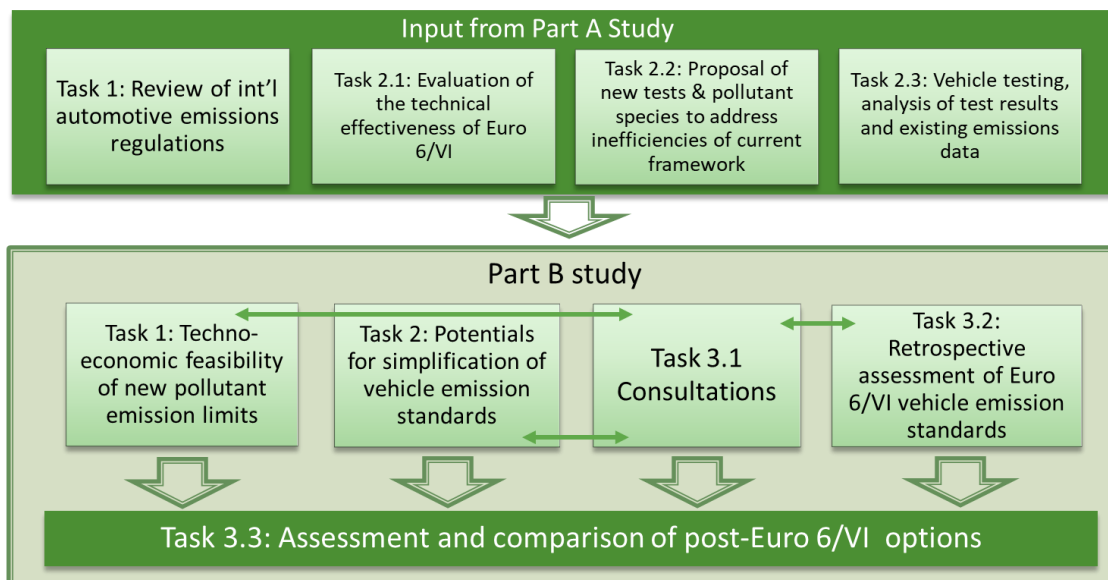 Input from Part A Study
Task 1: Review of int'l
automotive emissions
regulations
Task 2.1: Evaluation of
the technical
effectiveness of Euro
6/VI
Task 2.2: Proposal of
new tests & pollutant
species to address
inefficiencies of current
framework
Task 2.3: Vehicle testing,
analysis of test results
and existing emissions
data
Part B study
Task 1: Techno-
economic feasibility
of new pollutant
emission limits
Task 2: Potentials
for simplification of
vehicle emission
standards
Task 3.1
Consultations
Task 3.2:
Retrospective
assessment of Euro
6/VI vehicle emission
standards
Task 3.3: Assessment and comparison of post-Euro 6/VI options